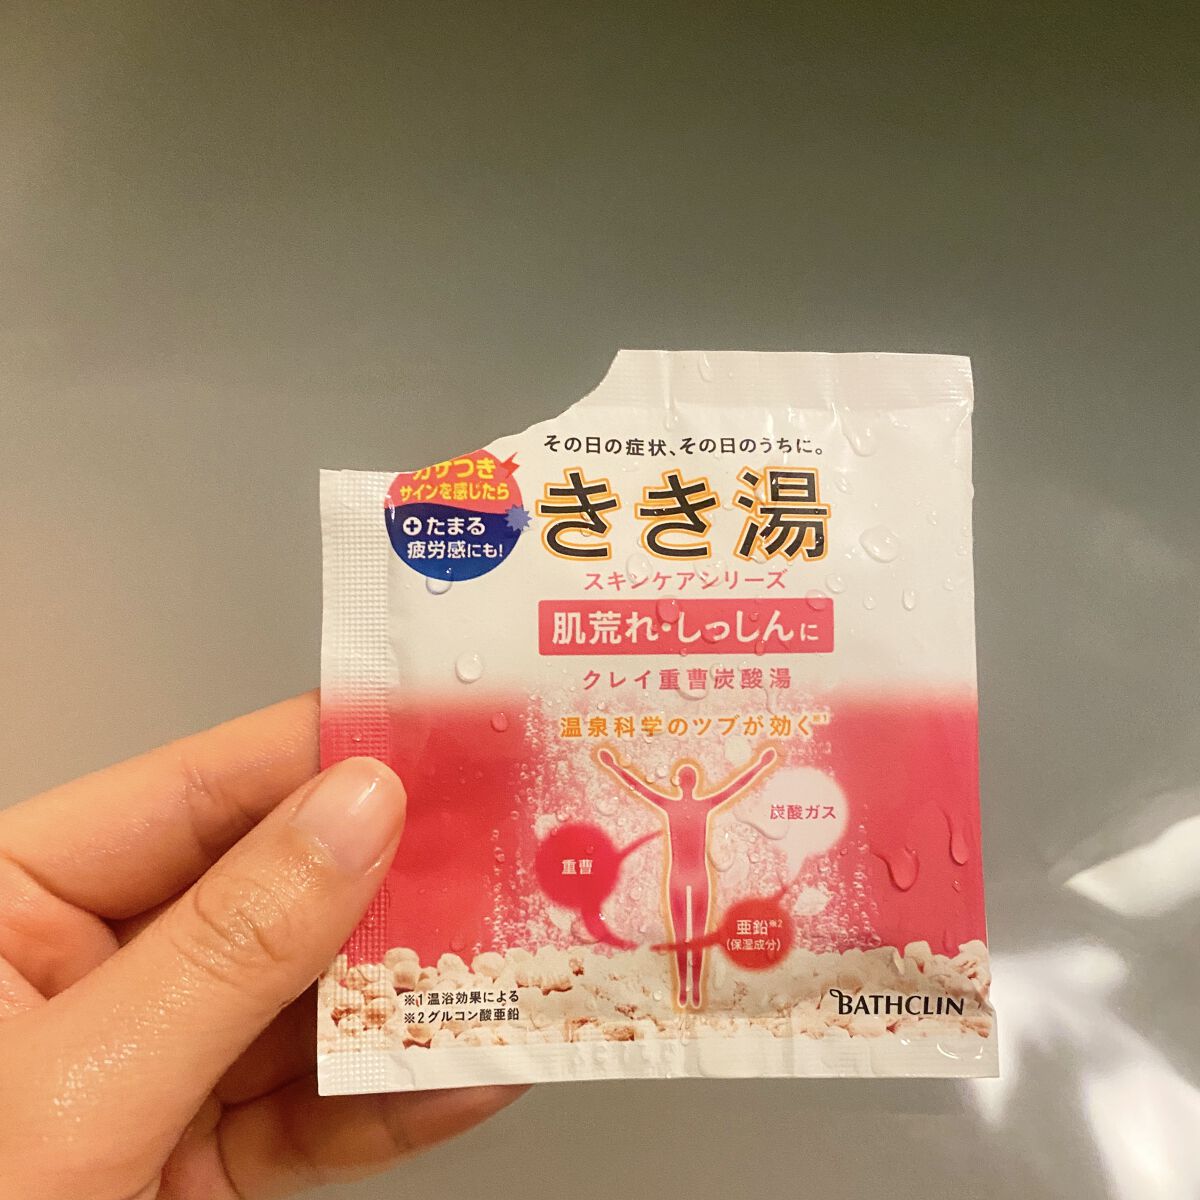 その日の症状、その日のうちに。
カサつき
サインを感じたら
+たまる
疲労感にも!
きき湯
スキンケアシリーズ
肌荒れ・しっしんに
クレイ重曹炭酸湯
温泉科学のツブが効く※1
炭酸ガス
重曹
亜鉛※2
(保湿成分)
※1 温浴効果による
※2 グルコン酸亜鉛
BATHCLIN